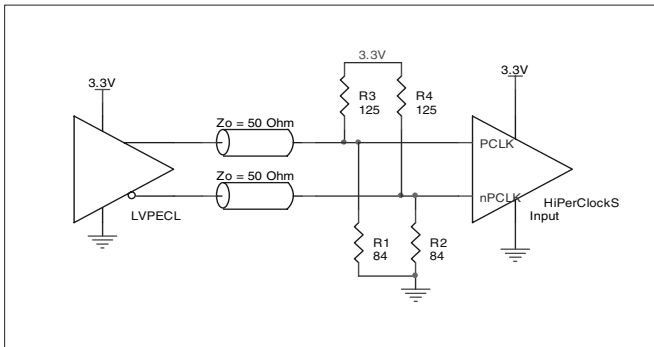 3.3V
3.3V
3.3V
R3
125
R4
125
Zo = 50 Ohm
PCLK
Zo = 50 Ohm
nPCLK
HiPerClockS
Input
LVPECL
R1
84
R2
84